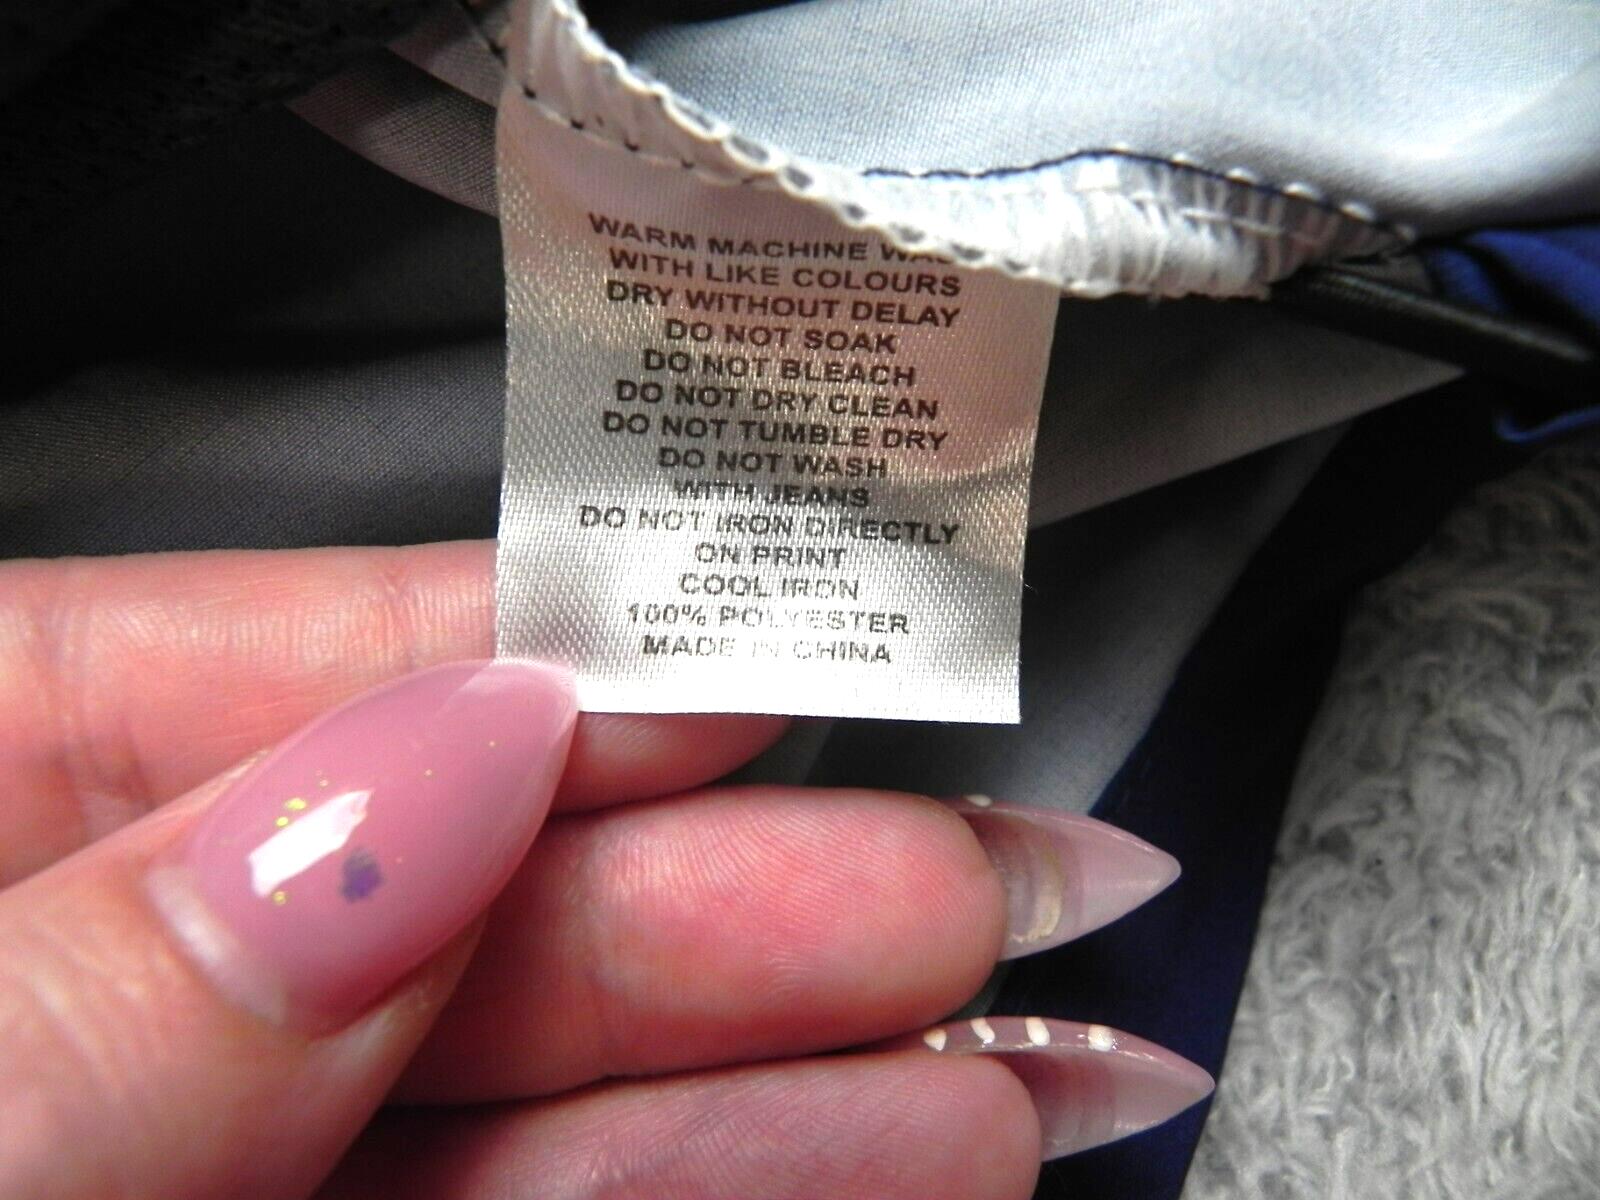 WARM MACHINE
WITH LIKE COLOURS
DRY WITHOUT DELAY
DO NOT SOAK
DO NOT BLEACH
DO NOT DRY CLEAN
DO NOT TUMBLE DRY
DO NOT WASH
WITH JEANS
DO NOT IRON DIRECTLY
ON PRINT
COOL IRON
100% POLYESTER
MADE IN CHINA